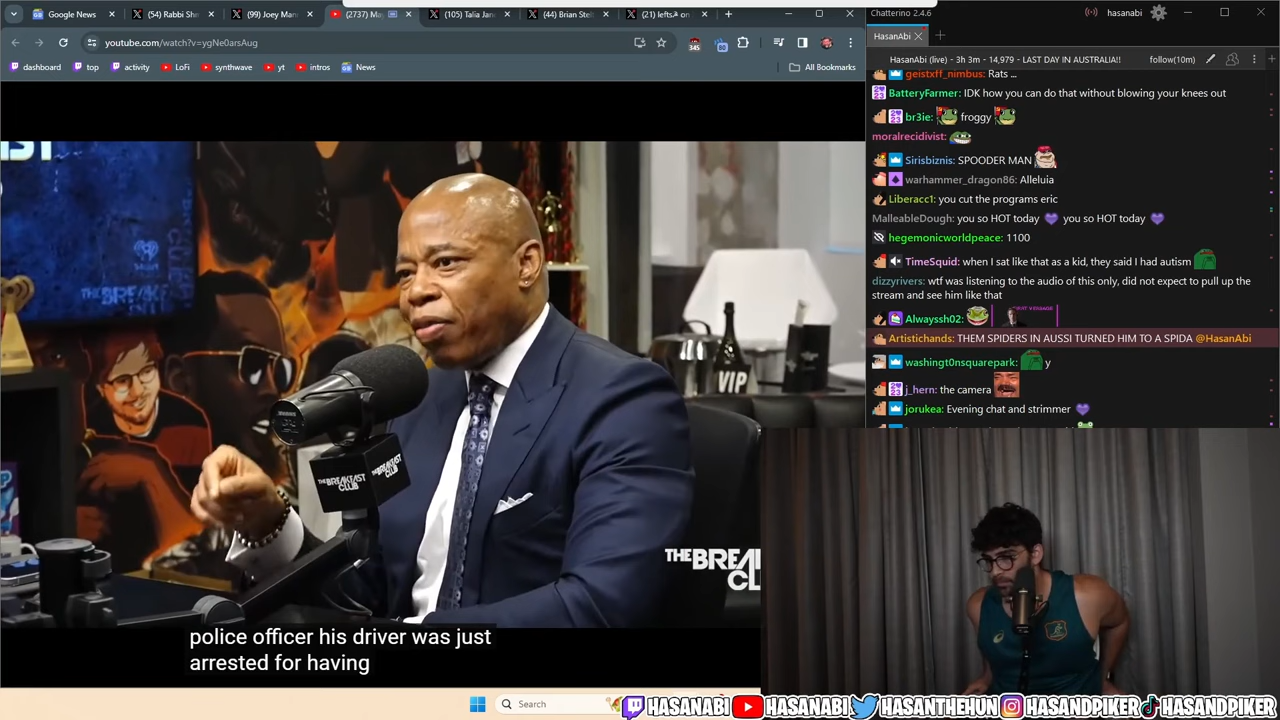 Google News
(54) Rabbi Shr
(99) Joey Man
(2737) Ma
(105) Talia Jan
(44) Brian Stel
(21) lefts↗ on
youtube.com/watch?v=ygNe0arsAug
345
60
dashboard
top
activity
LoFi
synthwave
yt
intros
News
All Bookmarks
VIP
THE BREAKFAST CLUB
THE BREA
CL
police officer his driver was just
arrested for having
Search
Chatterino 2.4.6
hasanabi
HasanAbi
HasanAbi (live) - 3h 3m - 14,979 - LAST DAY IN AUSTRALIA!!
follow(10m)
geistxff_nimbus: Rats ...
BatteryFarmer: IDK how you can do that without blowing your knees out
br3ie: froggy
moralrecidivist:
Sirisbiznis: SPOODER MAN
warhammer_dragon86: Alleluia
Liberacc1: you cut the programs eric
MalleableDough: you so HOT today 💜 you so HOT today 💜
hegemonicworldpeace: 1100
TimeSquid: when I sat like that as a kid, they said I had autism
dizzyrivers: wtf was listening to the audio of this only, did not expect to pull up the
stream and see him like that
Alwayssh02:
Artistichands: THEM SPIDERS IN AUSSI TURNED HIM TO A SPIDA @HasanAbi
washingt0nsquarepark: y
j_hern: the camera
jorukea: Evening chat and strimmer 💜
HASANABI HASANABI HASANTHEHUN HASANDPIKER HASANDPIKER